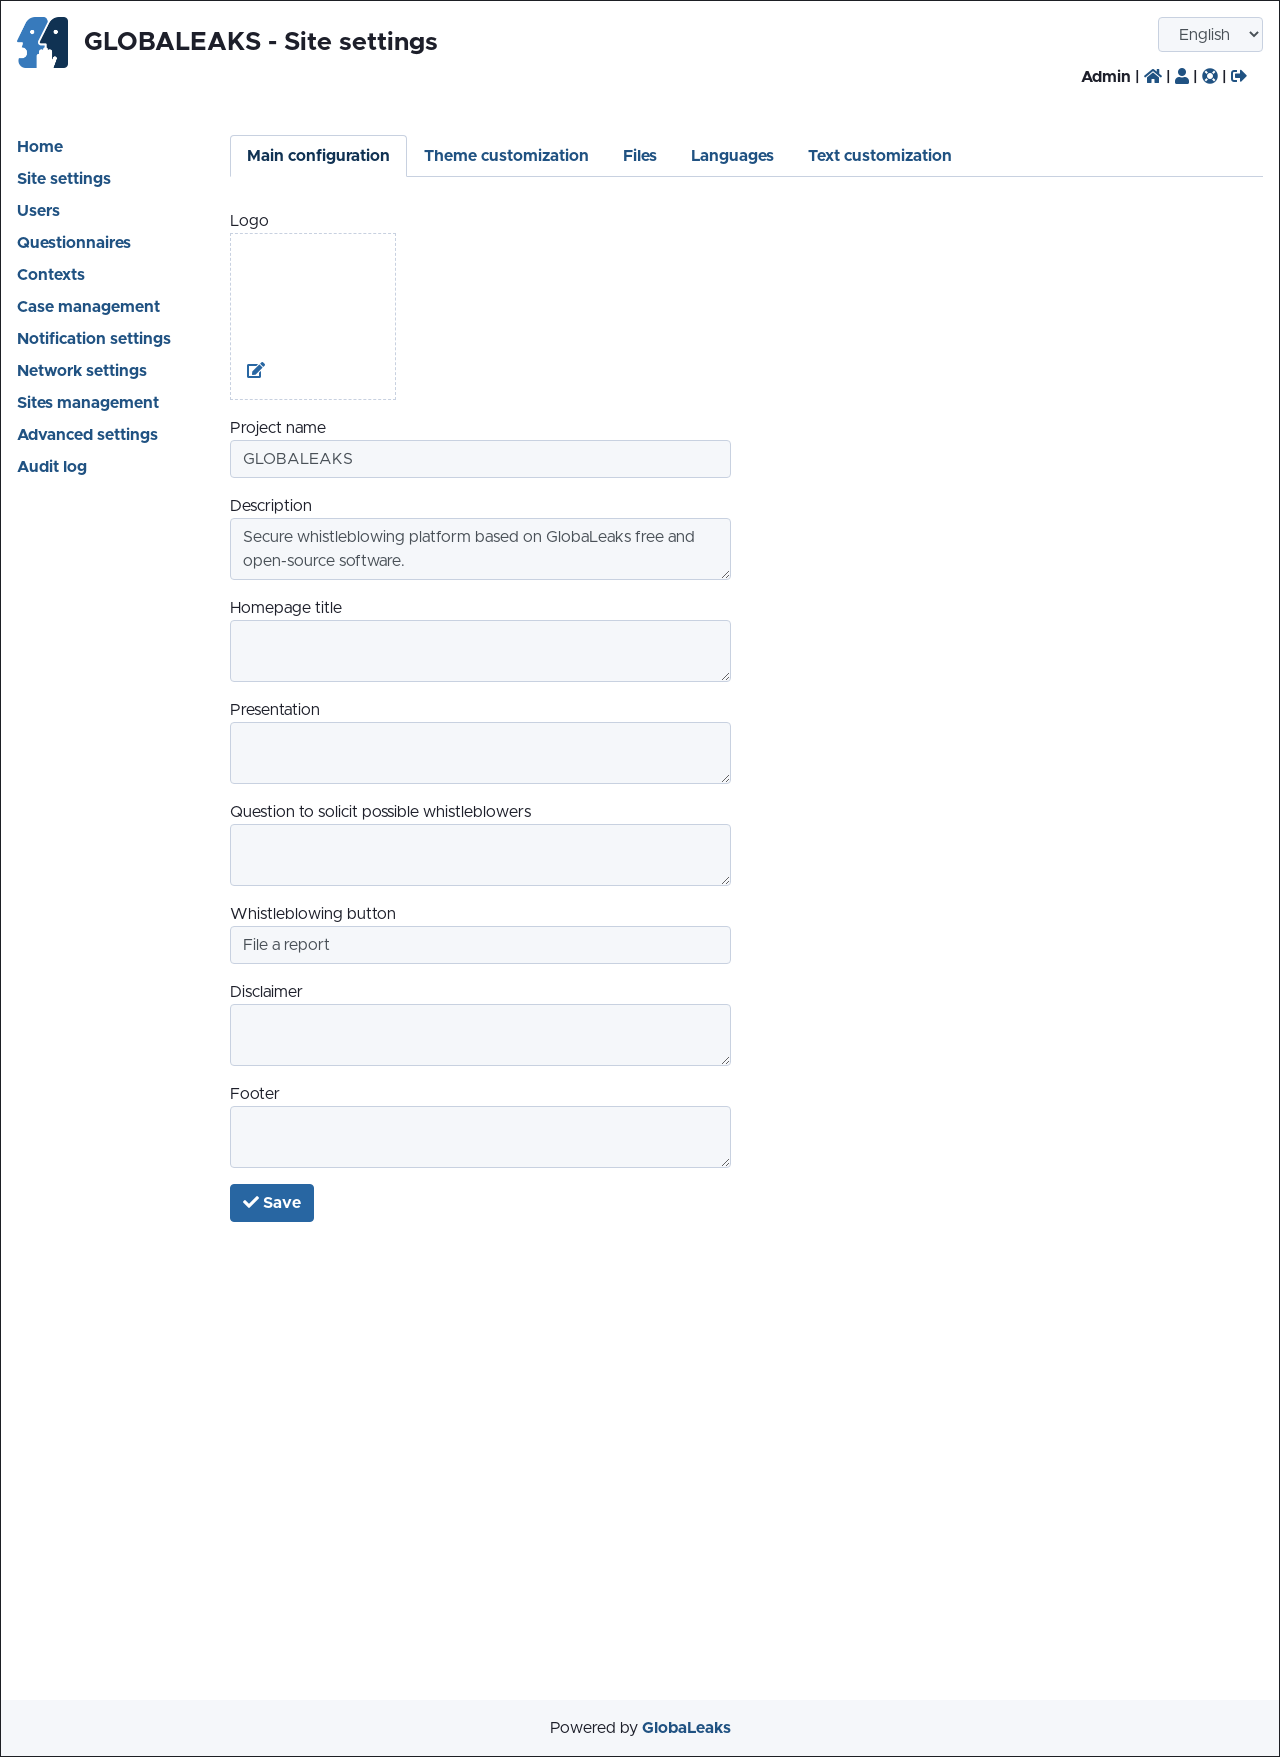 GLOBALEAKS - Site settings
English
Admin | | | |
Home
Site settings
Users
Questionnaires
Contexts
Case management
Notification settings
Network settings
Sites management
Advanced settings
Audit log
Main configuration Theme customization Files Languages Text customization
Logo
Project name
GLOBALEAKS
Description
Secure whistleblowing platform based on GlobaLeaks free and
open-source software.
Homepage title
Presentation
Question to solicit possible whistleblowers
Whistleblowing button
File a report
Disclaimer
Footer
Save
Powered by GlobaLeaks